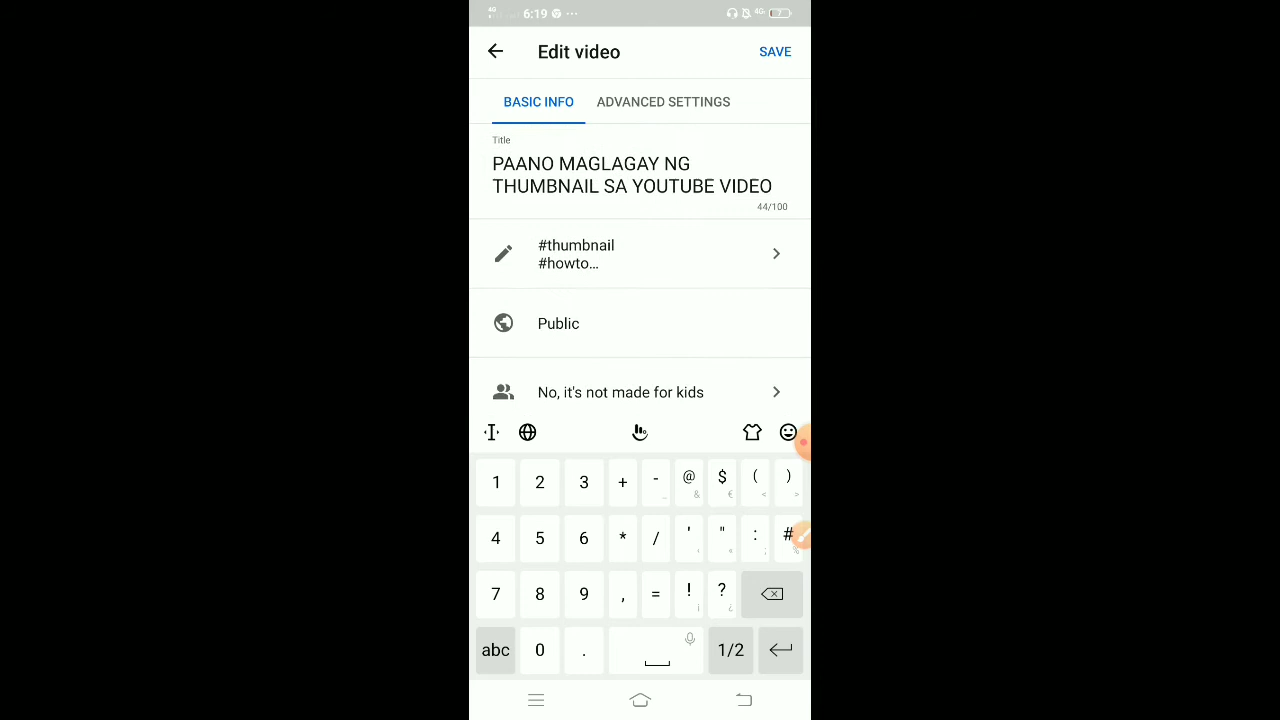 6:19
4G
7
Edit video
SAVE
BASIC INFO
ADVANCED SETTINGS
Title
PAANO MAGLAGAY NG
THUMBNAIL SA YOUTUBE VIDEO
44/100
#thumbnail
#howto...
Public
No, it's not made for kids
1 2 3 + - @ $ ( )
_ & € < >
4 5 6 * / ' " : #
; %
7 8 9 , = ! ? 
¡ ¿
abc 0 . 1/2